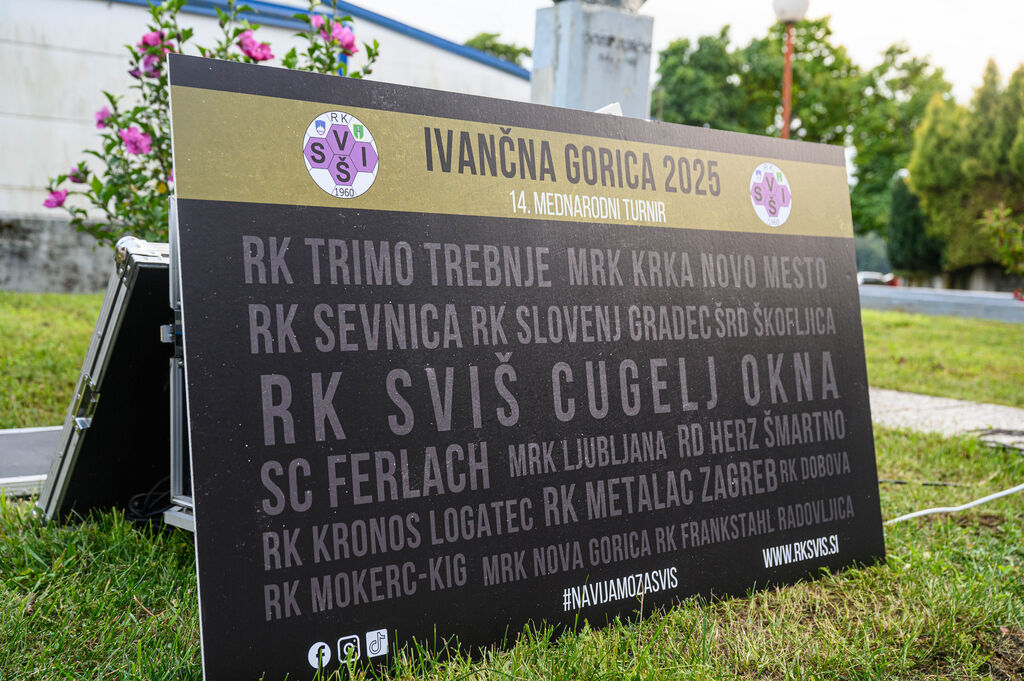 RK
SVIŠ
1960
IVANČNA GORICA 2025
14. MEDNARODNI TURNIR
SVIŠ
RK TRIMO TREBNJE MRK KRKA NOVO MESTO
RK SEVNICA RK SLOVENJ GRADEC ŠRD ŠKOFLJICA
RK SVIŠ CUGELJ OKNA
SC FERLACH MRK LJUBLJANA RD HERZ ŠMARTNO
RK KRONOS LOGATEC RK METALAC ZAGREB RK DOBOVA
RK MOKERC-KIG MRK NOVA GORICA RK FRANKSTAHL RADOVLJICA
#NAVIJAMOZASVIS
WWW.RKSVIS.SI